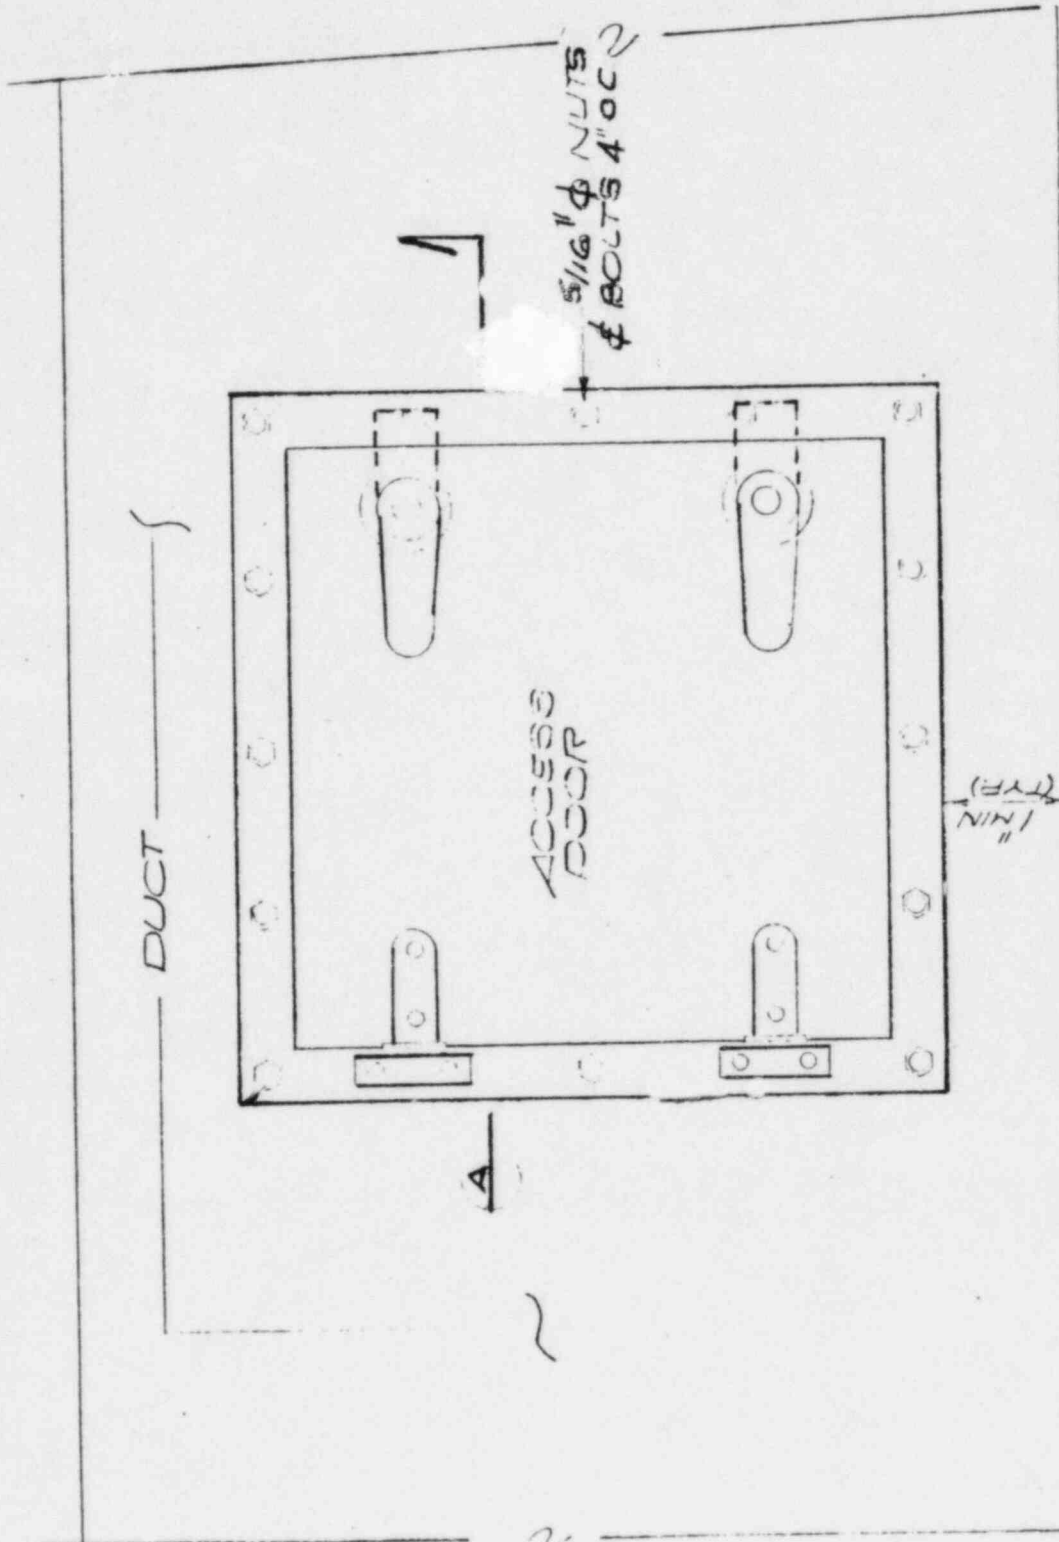 DUCT
5/16" ⌀ NUTS
& BOLTS 4" OC
ACCESS
DOOR
1" MIN
(TYP.)
A